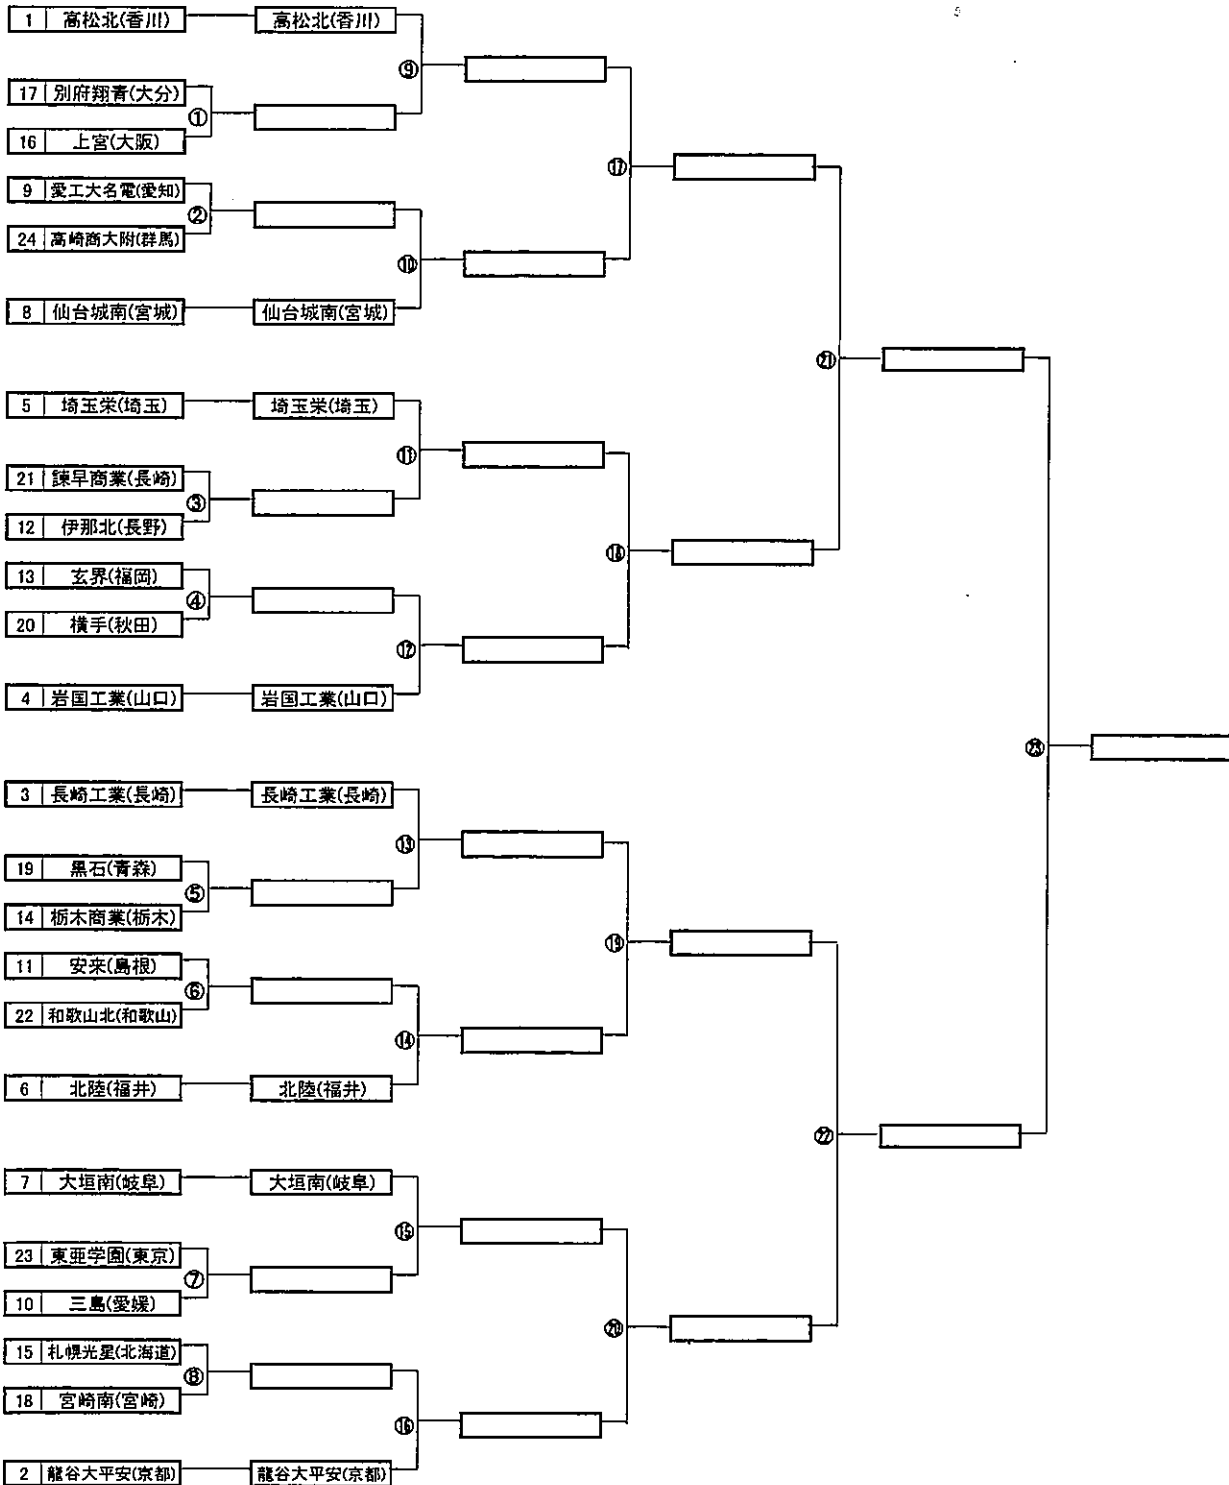 1 高松北(香川) 高松北(香川)
⑨
17 別府翔青(大分)
①
16 上宮(大阪)
⑰
9 愛工大名電(愛知)
②
24 高崎商大附(群馬)
⑩
8 仙台城南(宮城) 仙台城南(宮城)
㉑
5 埼玉栄(埼玉) 埼玉栄(埼玉)
⑪
21 諫早商業(長崎)
③
12 伊那北(長野)
⑱
13 玄界(福岡)
④
20 横手(秋田)
⑫
4 岩国工業(山口) 岩国工業(山口)
㉓
3 長崎工業(長崎) 長崎工業(長崎)
⑬
19 黒石(青森)
⑤
14 栃木商業(栃木)
⑲
11 安来(島根)
⑥
22 和歌山北(和歌山)
⑭
6 北陸(福井) 北陸(福井)
㉒
7 大垣南(岐阜) 大垣南(岐阜)
⑮
23 東亜学園(東京)
⑦
10 三島(愛媛)
⑳
15 札幌光星(北海道)
⑧
18 宮崎南(宮崎)
⑯
2 龍谷大平安(京都) 龍谷大平安(京都)